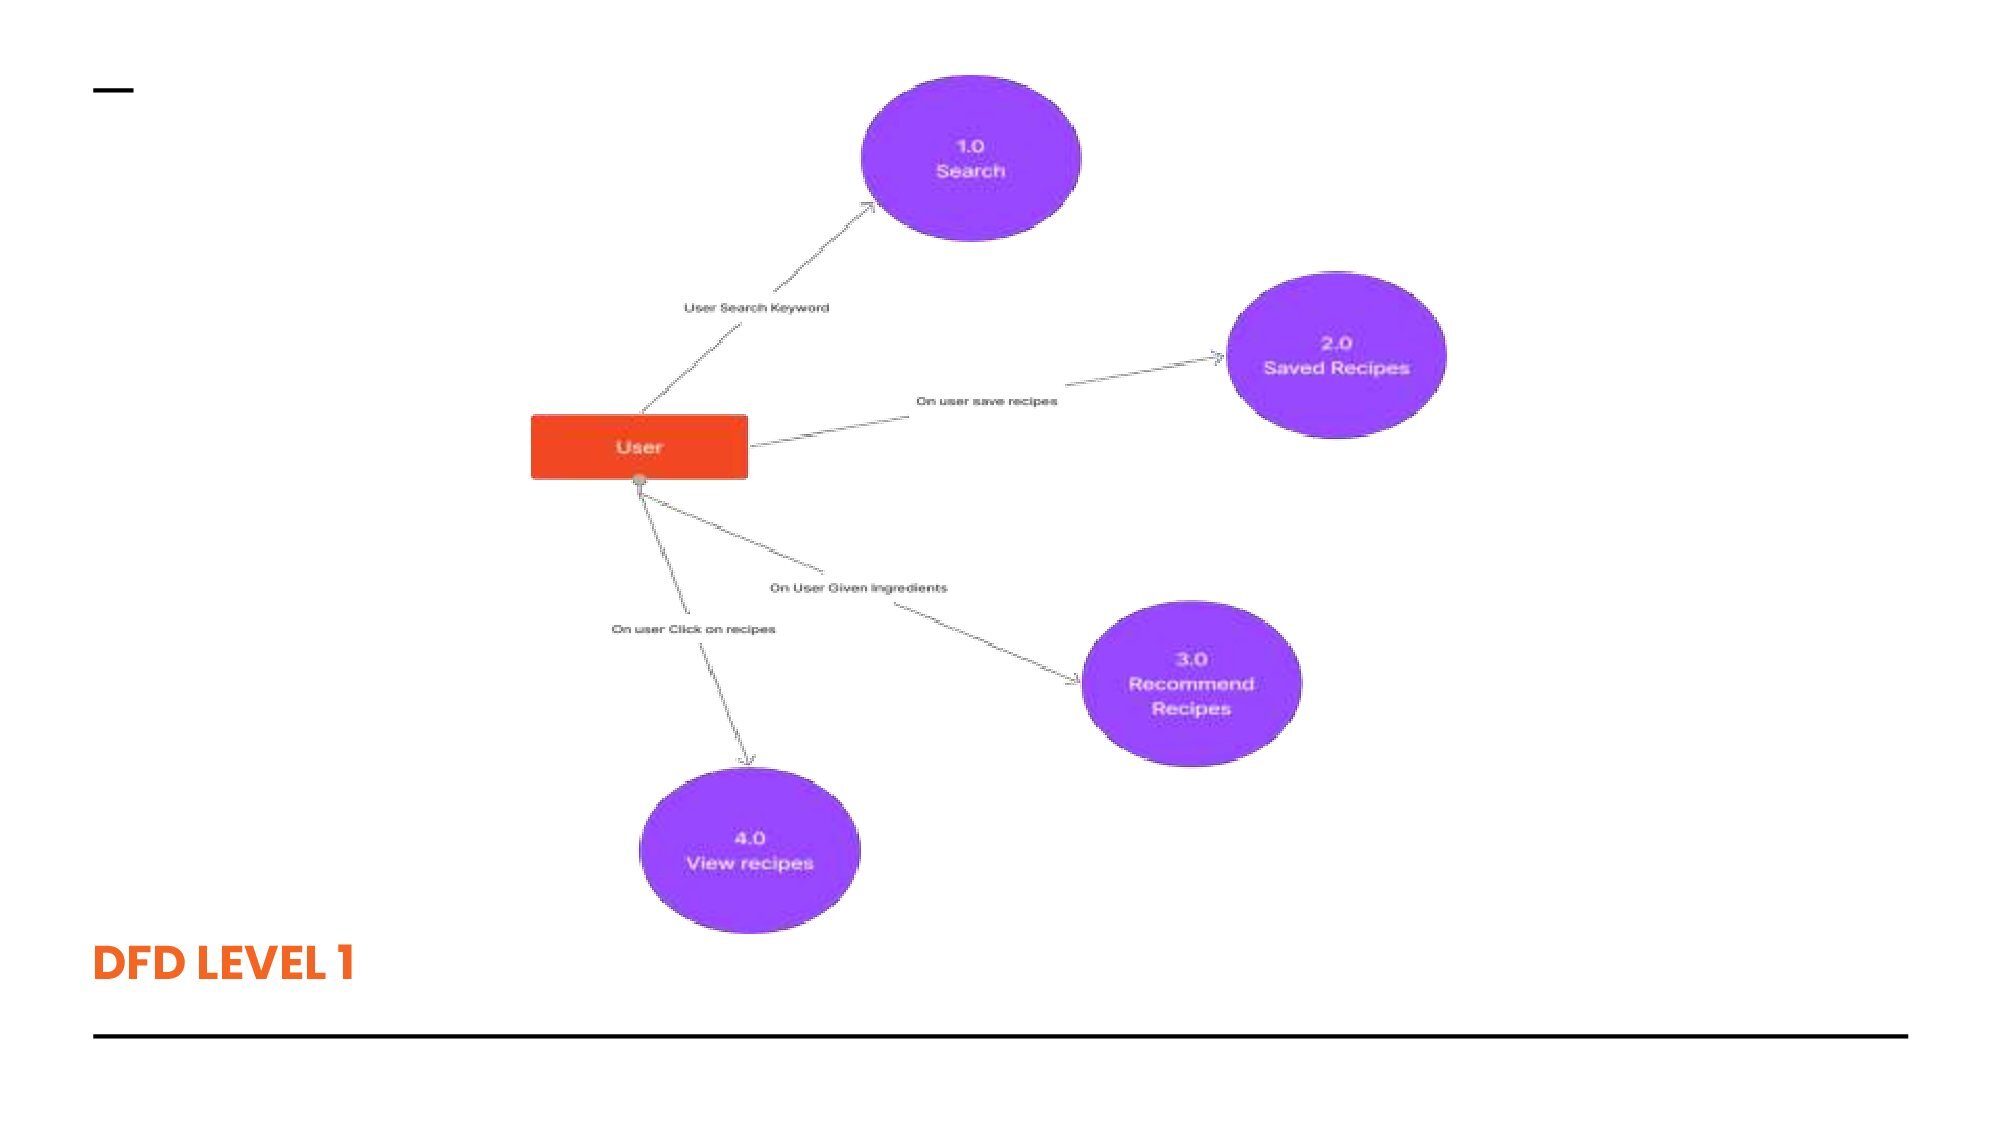 1.0
Search
User Search Keyword
2.0
Saved Recipes
On user save recipes
User
On User Given Ingredients
On user Click on recipes
3.0
Recommend
Recipes
4.0
View recipes
DFD LEVEL 1